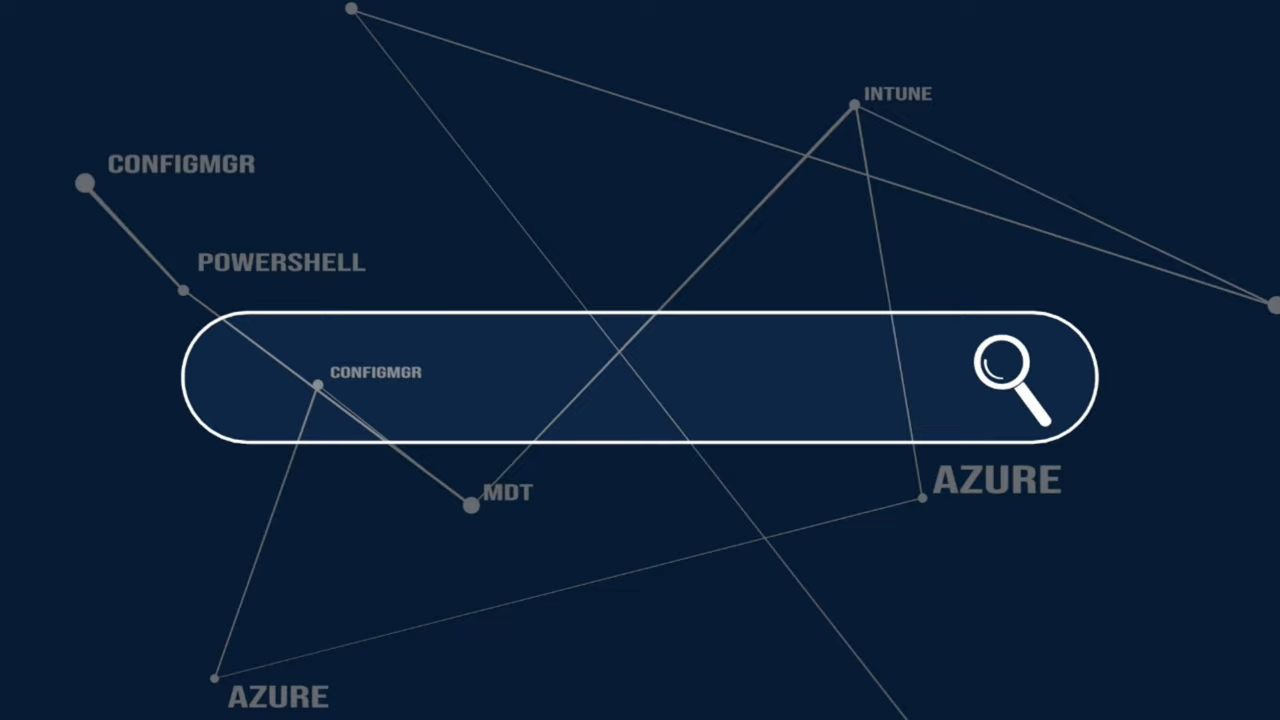 INTUNE
CONFIGMGR
POWERSHELL
CONFIGMGR
AZURE
MDT
AZURE